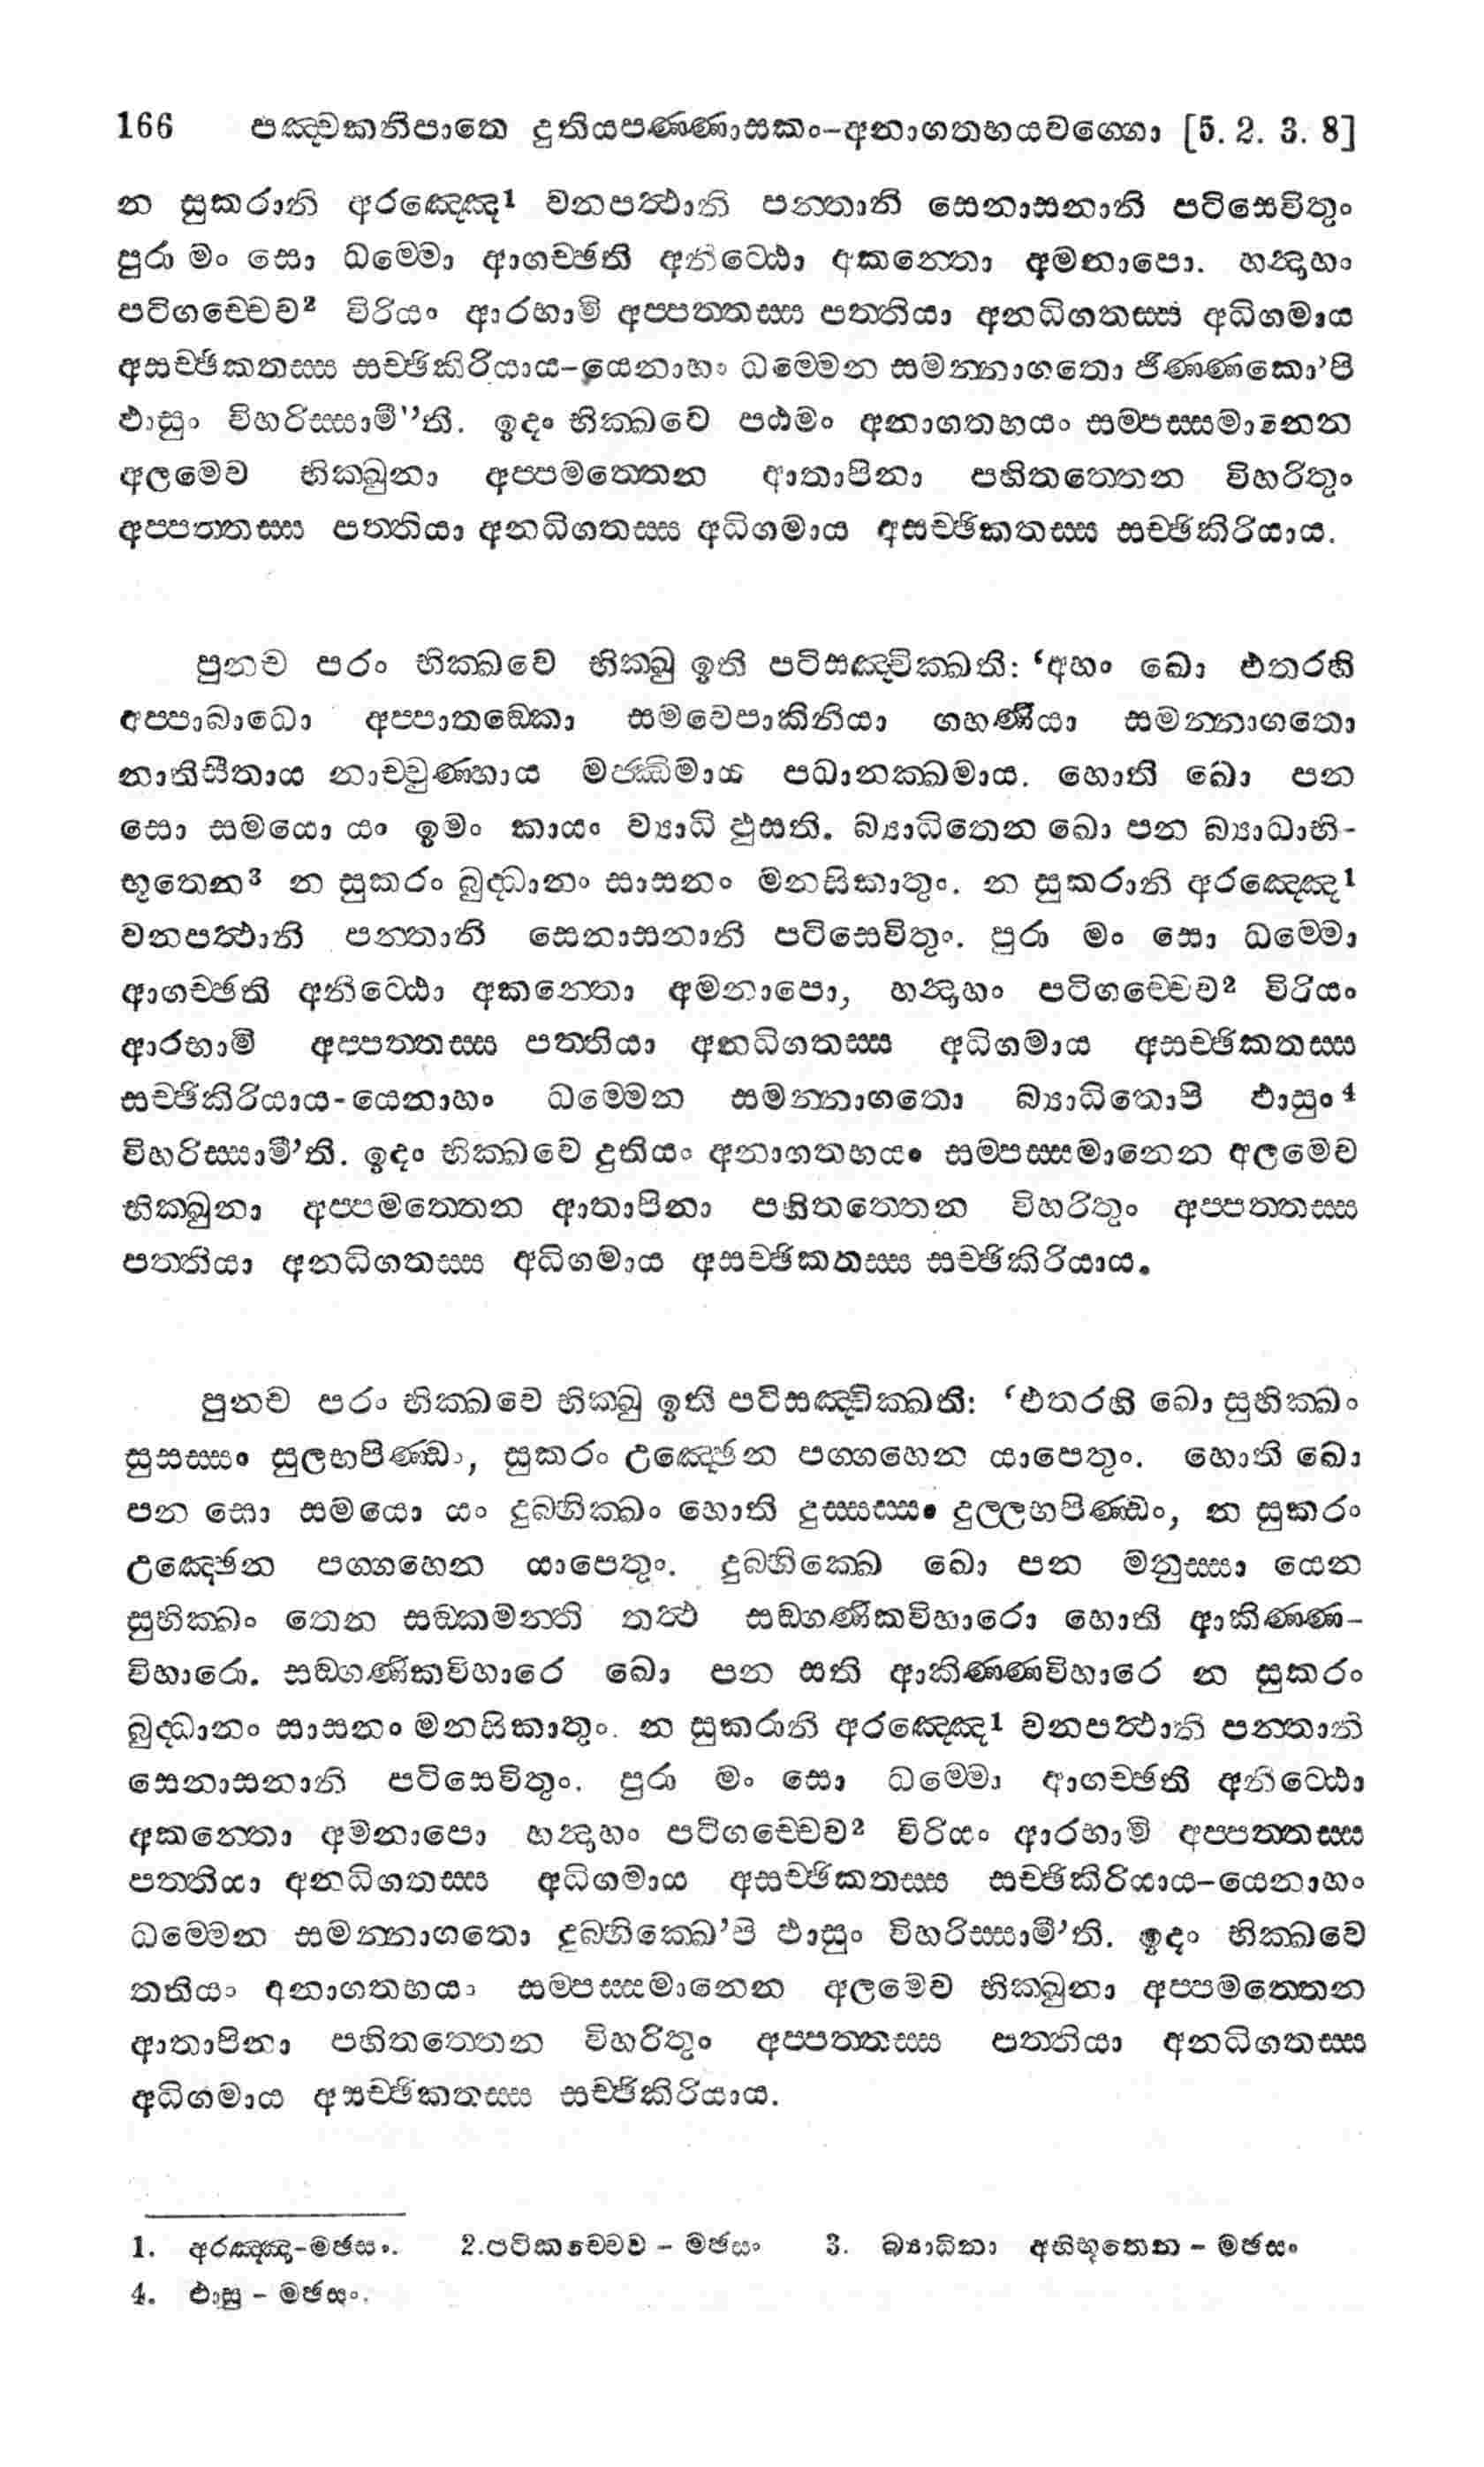 166 පඤ්චකනිපාතෙ දුතියපණ්ණාසකං-අනාගතභයවග්ගො [5. 2. 3. 8]
න සුකරානි අරඤ්ඤෙ1 වනපත්ථානි පන්තානි සෙනාසනානි පටිසෙවිතුං
පුරා මං සො ධම්මො ආගච්ඡති අනිට්ඨො අකන්තො අමනාපො. හන්දාහං
පටිගච්චෙව2 විරියං ආරභාමි අප්පත්තස්ස පත්තියා අනධිගතස්ස අධිගමාය
අසච්ඡිකතස්ස සච්ඡිකිරියාය-යෙනාහං ධම්මෙන සමන්නාගතො ජිණ්ණකො’පි
ඵාසුං විහරිස්සාමී”ති. ඉදං භික්ඛවෙ පඨමං අනාගතභයං සම්පස්සමානෙන
අලමෙව භික්ඛුනා අප්පමත්තෙන ආතාපිනා පහිතත්තෙන විහරිතුං
අප්පත්තස්ස පත්තියා අනධිගතස්ස අධිගමාය අසච්ඡිකතස්ස සච්ඡිකිරියාය.
පුනච පරං භික්ඛවෙ භික්ඛු ඉති පටිසඤ්චික්ඛති: ‘අහං ඛො එතරහි
අප්පාබාධො අප්පාතඞ්කො සමවෙපාකිනියා ගහණියා සමන්නාගතො
නාතිසීතාය නාච්චුණ්හාය මජ්ඣිමාය පධානක්ඛමාය. හොති ඛො පන
සො සමයො යං ඉමං කායං ව්‍යාධි ඵුසති. බ්‍යාධිතෙන ඛො පන බ්‍යාධාභි-
භූතෙන3 න සුකරං බුද්ධානං සාසනං මනසිකාතුං. න සුකරානි අරඤ්ඤෙ1
වනපත්ථානි පන්තානි සෙනාසනානි පටිසෙවිතුං. පුරා මං සො ධම්මො
ආගච්ඡති අනිට්ඨො අකන්තො අමනාපො, හන්දාහං පටිගච්චෙව2 විරියං
ආරභාමි අප්පත්තස්ස පත්තියා අනධිගතස්ස අධිගමාය අසච්ඡිකතස්ස
සච්ඡිකිරියාය-යෙනාහං ධම්මෙන සමන්නාගතො බ්‍යාධිතොපි ඵාසුං4
විහරිස්සාමී’ති. ඉදං භික්ඛවෙ දුතියං අනාගතභයං සම්පස්සමානෙන අලමෙව
භික්ඛුනා අප්පමත්තෙන ආතාපිනා පහිතත්තෙන විහරිතුං අප්පත්තස්ස
පත්තියා අනධිගතස්ස අධිගමාය අසච්ඡිකතස්ස සච්ඡිකිරියාය.
පුනච පරං භික්ඛවෙ භික්ඛු ඉති පටිසඤ්චික්ඛති: ‘එතරහි ඛො සුභික්ඛං
සුසස්සං සුලභපිණ්ඩං, සුකරං උඤ්ඡෙන පග්ගහෙන යාපෙතුං. හොති ඛො
පන සො සමයො යං දුබ්භික්ඛං හොති දුස්සස්සං දුල්ලභපිණ්ඩං, න සුකරං
උඤ්ඡෙන පග්ගහෙන යාපෙතුං. දුබ්භික්ඛෙ ඛො පන මනුස්සා යෙන
සුභික්ඛං තෙන සඞ්කමන්ති තත්ථ සඞ්ගණිකවිහාරො හොති ආකිණ්ණ-
විහාරො. සඞ්ගණිකවිහාරෙ ඛො පන සති ආකිණ්ණවිහාරෙ න සුකරං
බුද්ධානං සාසනං මනසිකාතුං. න සුකරානි අරඤ්ඤෙ1 වනපත්ථානි පන්තානි
සෙනාසනානි පටිසෙවිතුං. පුරා මං සො ධම්මො ආගච්ඡති අනිට්ඨො
අකන්තො අමනාපො හන්දාහං පටිගච්චෙව2 විරියං ආරභාමි අප්පත්තස්ස
පත්තියා අනධිගතස්ස අධිගමාය අසච්ඡිකතස්ස සච්ඡිකිරියාය-යෙනාහං
ධම්මෙන සමන්නාගතො දුබ්භික්ඛෙ’පි ඵාසුං විහරිස්සාමී’ති. ඉදං භික්ඛවෙ
තතියං අනාගතභයං සම්පස්සමානෙන අලමෙව භික්ඛුනා අප්පමත්තෙන
ආතාපිනා පහිතත්තෙන විහරිතුං අප්පත්තස්ස පත්තියා අනධිගතස්ස
අධිගමාය අසච්ඡිකතස්ස සච්ඡිකිරියාය.
1. අරඤ්ඤ-මඡසං. 2.පටිකච්චෙව - මඡසං 3. බ්‍යාධිනා අභිභූතෙන - මඡසං
4. ඵාසු - මඡසං.